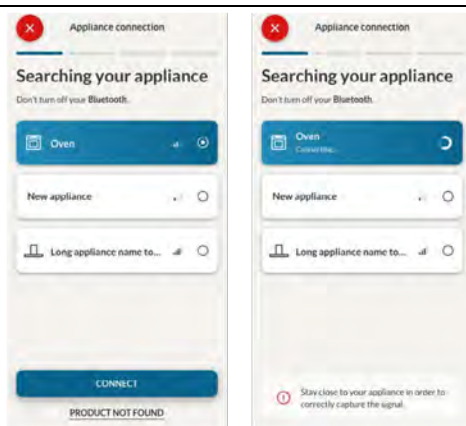 Appliance connection
Searching your appliance
Don't turn off your Bluetooth.
Oven
New appliance
Long appliance name to...
CONNECT
PRODUCT NOT FOUND
Appliance connection
Searching your appliance
Don't turn off your Bluetooth.
Oven
Connecting...
New appliance
Long appliance name to...
Stay close to your appliance in order to
correctly capture the signal.